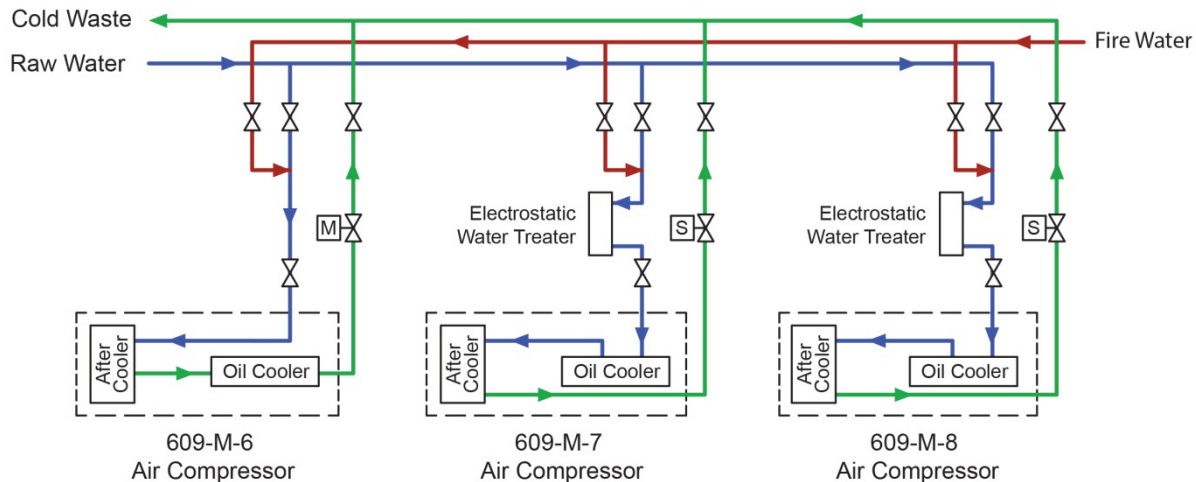 Cold Waste
Fire Water
Raw Water
M
Electrostatic
Water Treater
S
Electrostatic
Water Treater
S
After
Cooler
Oil Cooler
After
Cooler
Oil Cooler
After
Cooler
Oil Cooler
609-M-6
Air Compressor
609-M-7
Air Compressor
609-M-8
Air Compressor